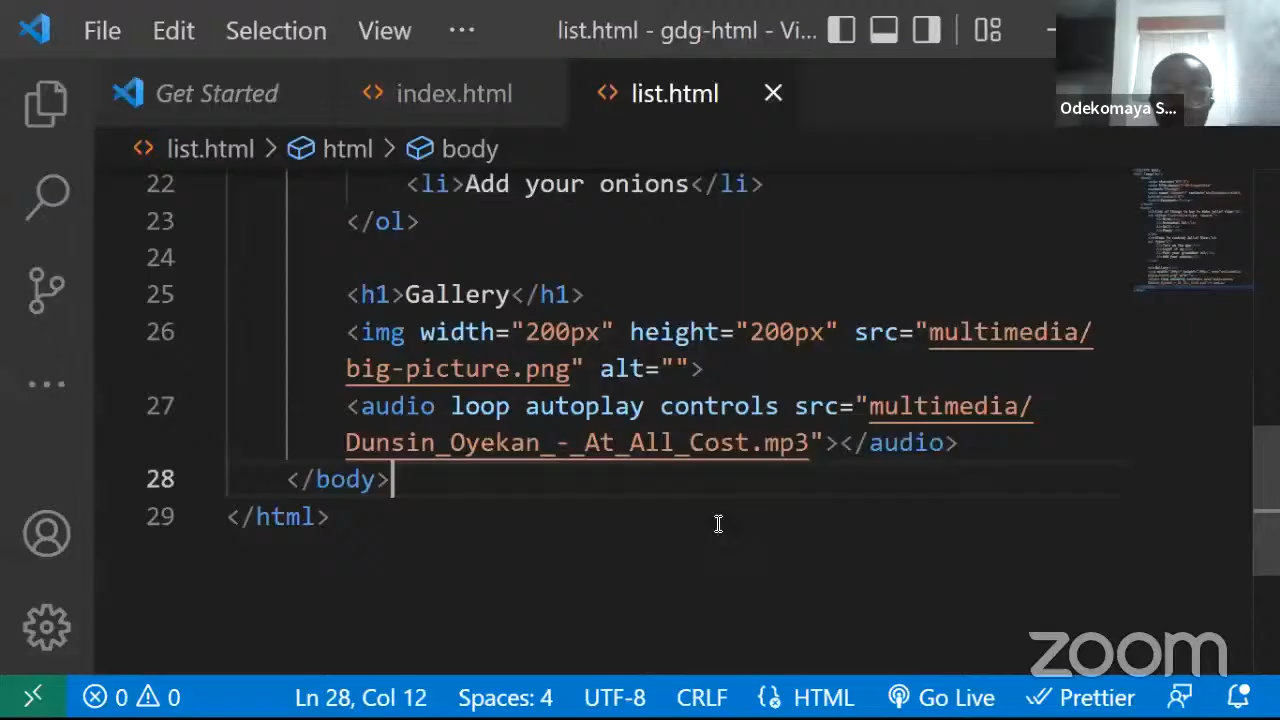 File Edit Selection View ··· list.html - gdg-html - Vi...
Odekomaya S...
Get Started index.html list.html
list.html > html > body
22 <li>Add your onions</li>
23 </ol>
24
25 <h1>Gallery</h1>
26 <img width="200px" height="200px" src="multimedia/
big-picture.png" alt="">
27 <audio loop autoplay controls src="multimedia/
Dunsin_Oyekan_-_At_All_Cost.mp3"></audio>
28 </body>
29 </html>
zoom
0 0 Ln 28, Col 12 Spaces: 4 UTF-8 CRLF HTML Go Live Prettier